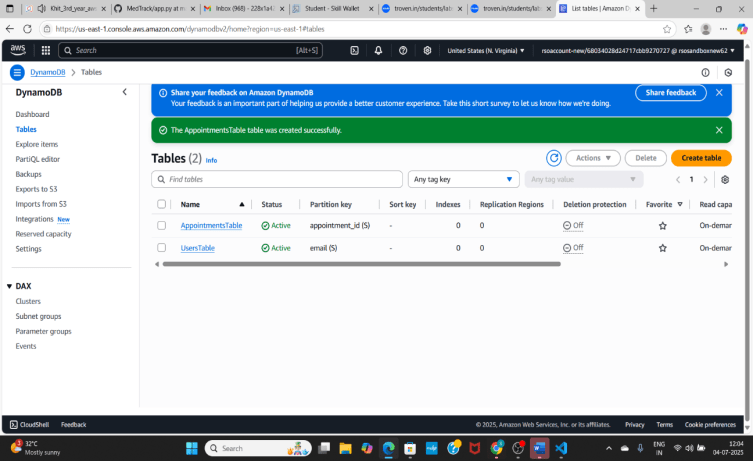 Khit_3rd_year_aw
MedTrack/app.py at m
Inbox (968) - 228x1a42
Student - Skill Wallet
troven.in/students/lab
troven.in/students/lab
List tables | Amazon D
https://us-east-1.console.aws.amazon.com/dynamodbv2/home?region=us-east-1#tables
aws
Search
[Alt+S]
United States (N. Virginia)
rsoaccount-new/68034028d24717cbb9270727 @ rsosandboxnew62
DynamoDB > Tables
DynamoDB
Dashboard
Tables
Explore items
PartiQL editor
Backups
Exports to S3
Imports from S3
Integrations New
Reserved capacity
Settings
DAX
Clusters
Subnet groups
Parameter groups
Events
Share your feedback on Amazon DynamoDB
Your feedback is an important part of helping us provide a better customer experience. Take this short survey to let us know how we're doing.
Share feedback
The AppointmentsTable table was created successfully.
Tables (2) Info
Actions
Delete
Create table
Find tables
Any tag key
Any tag value
1
Name Status Partition key Sort key Indexes Replication Regions Deletion protection Favorite Read capa
AppointmentsTable Active appointment_id (S) - 0 0 Off On-demar
UsersTable Active email (S) - 0 0 Off On-demar
CloudShell Feedback
© 2025, Amazon Web Services, Inc. or its affiliates. Privacy Terms Cookie preferences
32°C
Mostly sunny
Search
ENG
IN
12:04
04-07-2025